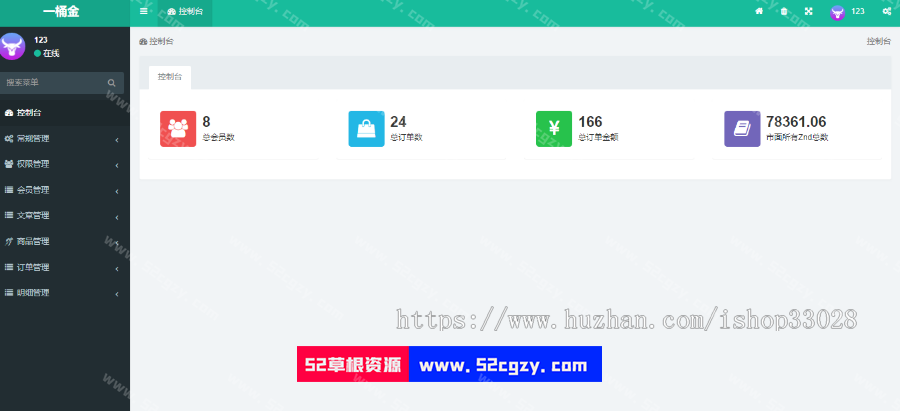 一桶金
控制台
123
123
在线
控制台
控制台
搜索菜单
控制台
控制台
常规管理
权限管理
会员管理
文章管理
商品管理
订单管理
明细管理
8
总会员数
24
总订单数
166
总订单金额
78361.06
市面所有Znd总数
https://www.huzhan.com/ishop33028
52草根资源 www.52cgzy.com